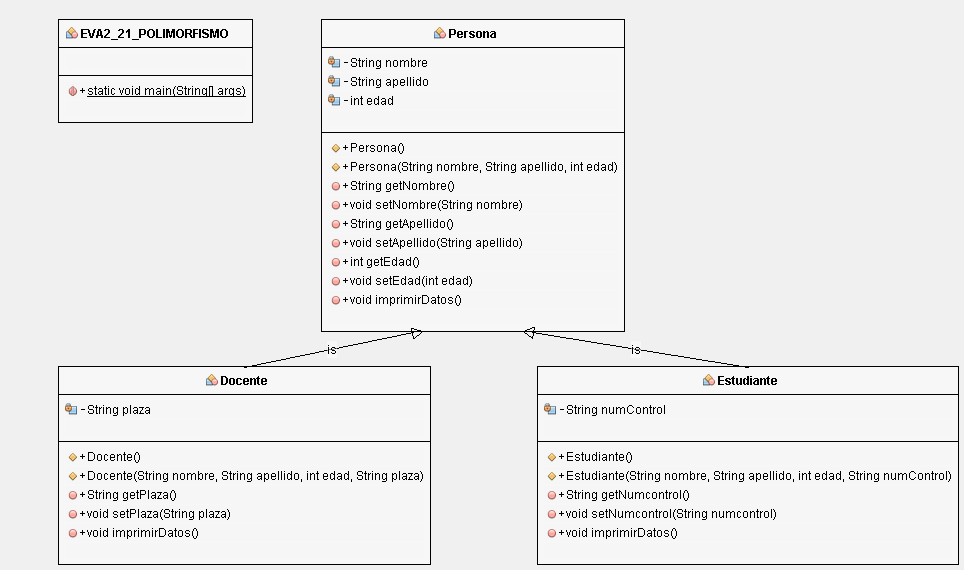 EVA2_21_POLIMORFISMO
+static void main(String[] args)
Persona
-String nombre
-String apellido
-int edad
+Persona()
+Persona(String nombre, String apellido, int edad)
+String getNombre()
+void setNombre(String nombre)
+String getApellido()
+void setApellido(String apellido)
+int getEdad()
+void setEdad(int edad)
+void imprimirDatos()
is
is
Docente
-String plaza
+Docente()
+Docente(String nombre, String apellido, int edad, String plaza)
+String getPlaza()
+void setPlaza(String plaza)
+void imprimirDatos()
Estudiante
-String numControl
+Estudiante()
+Estudiante(String nombre, String apellido, int edad, String numControl)
+String getNumcontrol()
+void setNumcontrol(String numcontrol)
+void imprimirDatos()